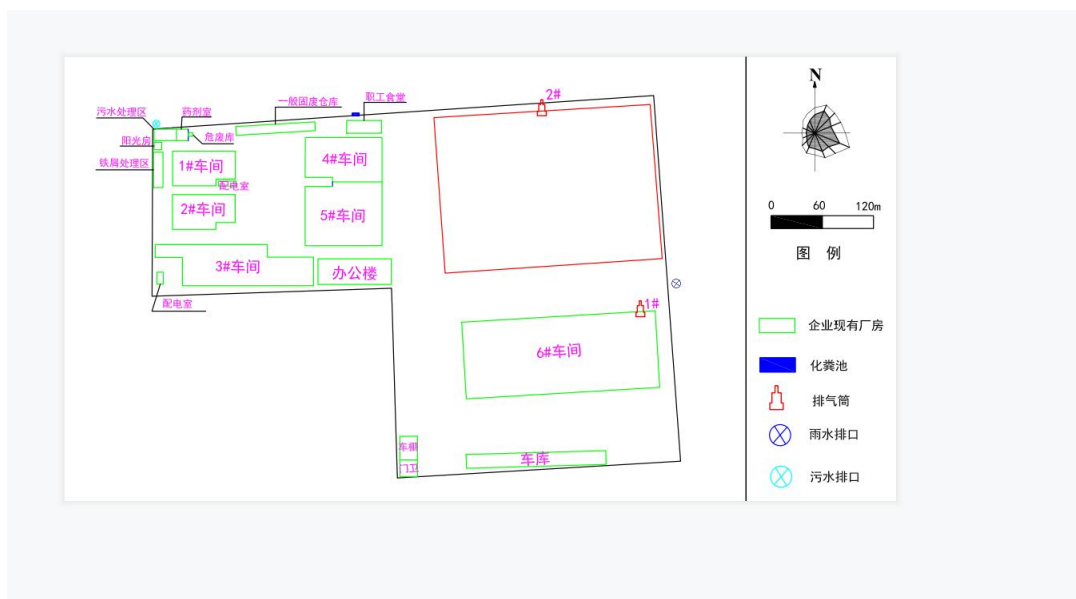 N
2#
职工食堂
一般固废仓库
污水处理区
药剂室
危废库
阳光房
铁屑处理区
1#车间
4#车间
配电室
2#车间
5#车间
0 60 120m
图 例
3#车间
办公楼
配电室
1#
企业现有厂房
6#车间
化粪池
排气筒
雨水排口
车棚
车库
门卫
污水排口